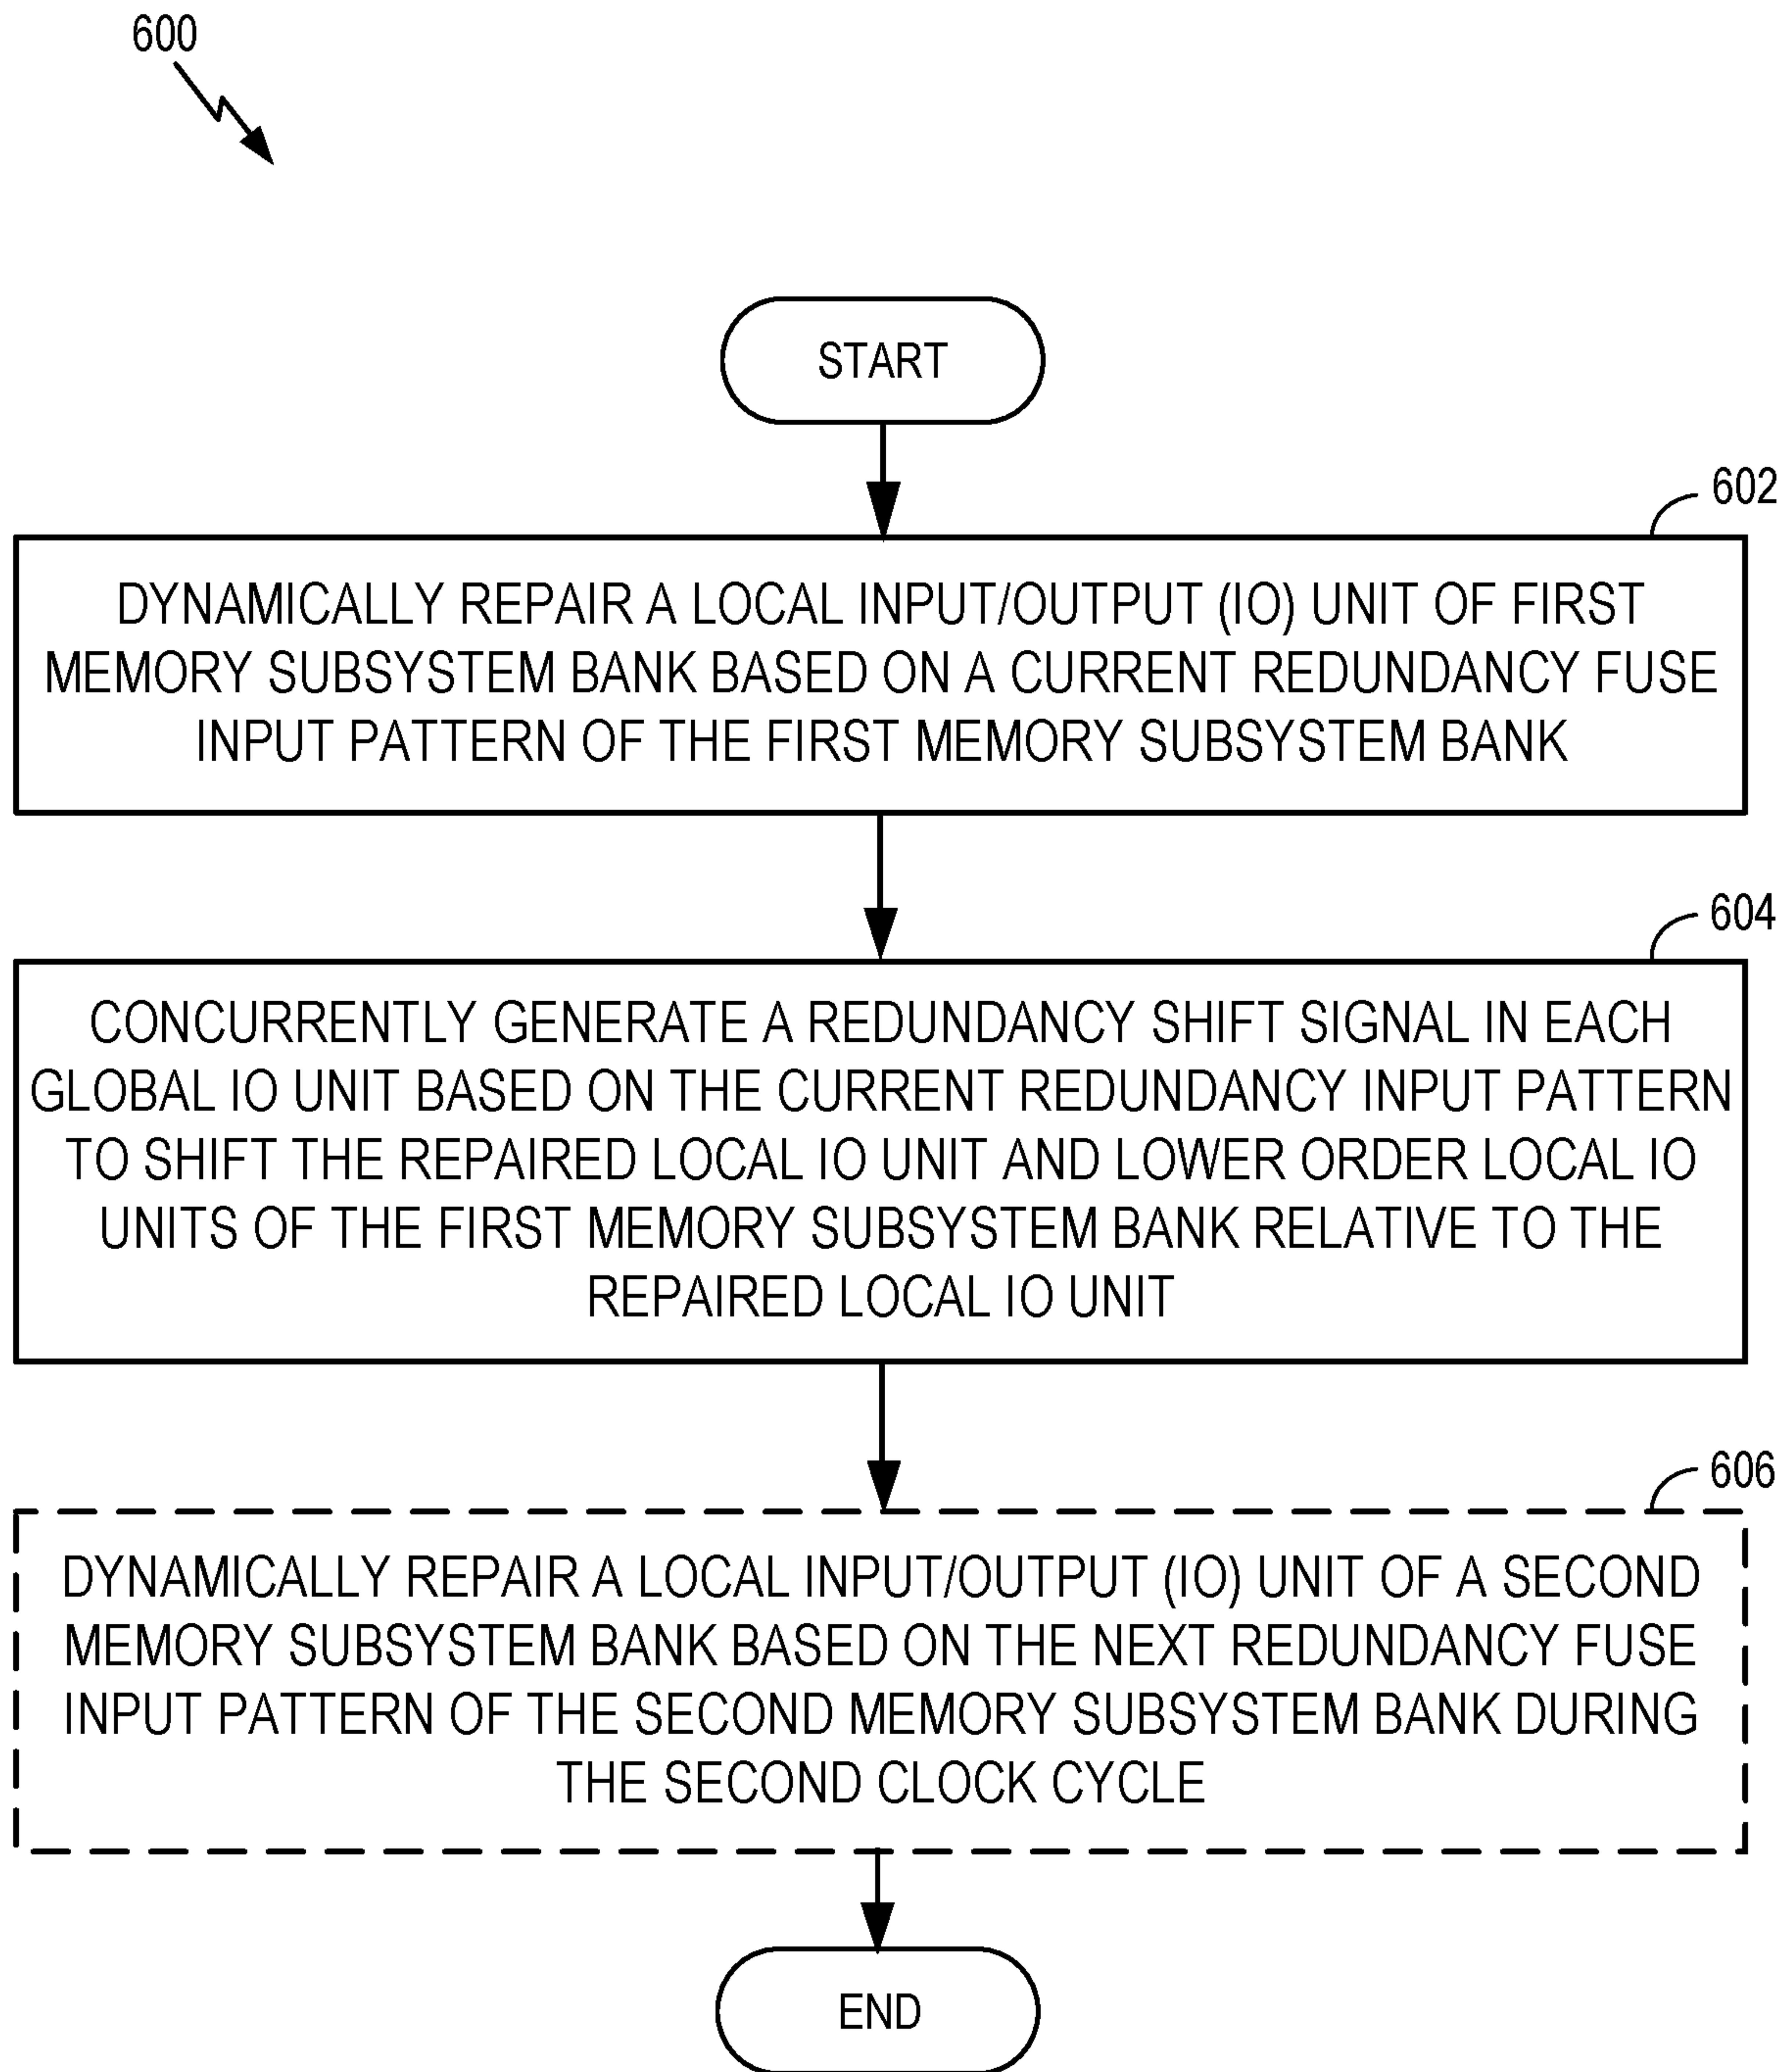 600
START
602
DYNAMICALLY REPAIR A LOCAL INPUT/OUTPUT (IO) UNIT OF FIRST
MEMORY SUBSYSTEM BANK BASED ON A CURRENT REDUNDANCY FUSE
INPUT PATTERN OF THE FIRST MEMORY SUBSYSTEM BANK
604
CONCURRENTLY GENERATE A REDUNDANCY SHIFT SIGNAL IN EACH
GLOBAL IO UNIT BASED ON THE CURRENT REDUNDANCY INPUT PATTERN
TO SHIFT THE REPAIRED LOCAL IO UNIT AND LOWER ORDER LOCAL IO
UNITS OF THE FIRST MEMORY SUBSYSTEM BANK RELATIVE TO THE
REPAIRED LOCAL IO UNIT
606
DYNAMICALLY REPAIR A LOCAL INPUT/OUTPUT (IO) UNIT OF A SECOND
MEMORY SUBSYSTEM BANK BASED ON THE NEXT REDUNDANCY FUSE
INPUT PATTERN OF THE SECOND MEMORY SUBSYSTEM BANK DURING
THE SECOND CLOCK CYCLE
END